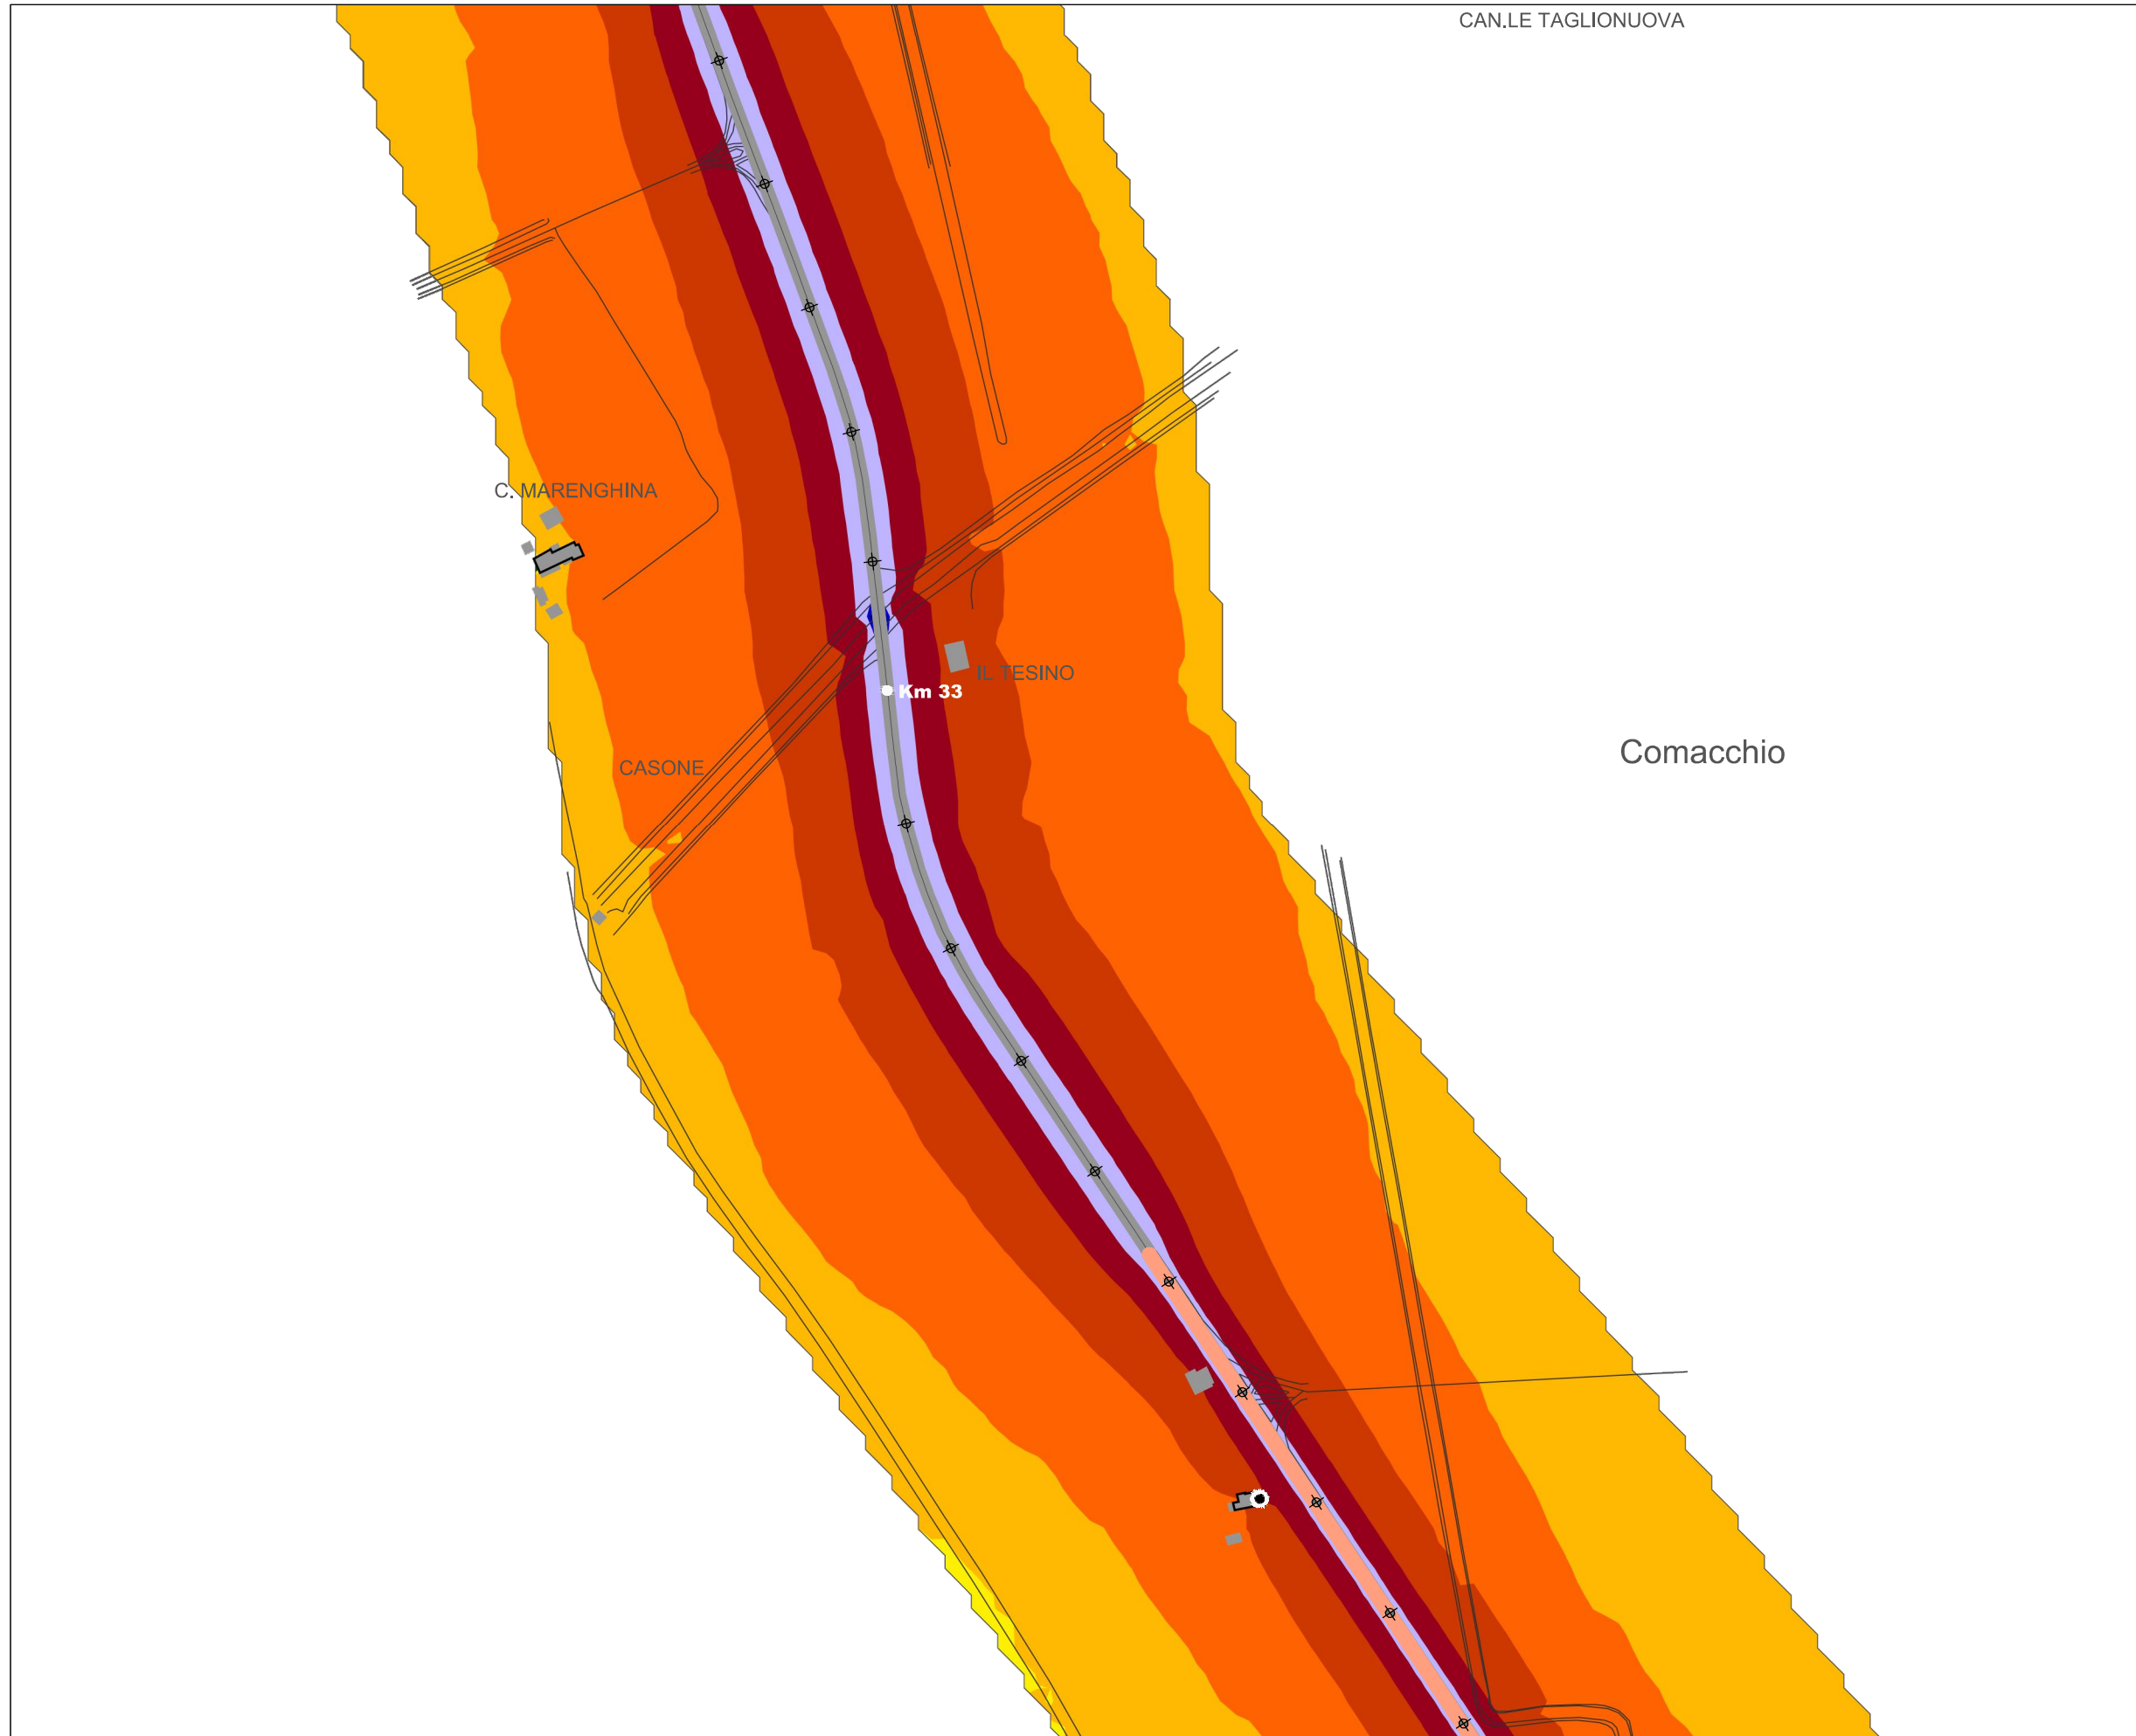 CAN.LE TAGLIONUOVA
C. MARENGHINA
IL TESINO
Km 33
Comacchio
CASONE